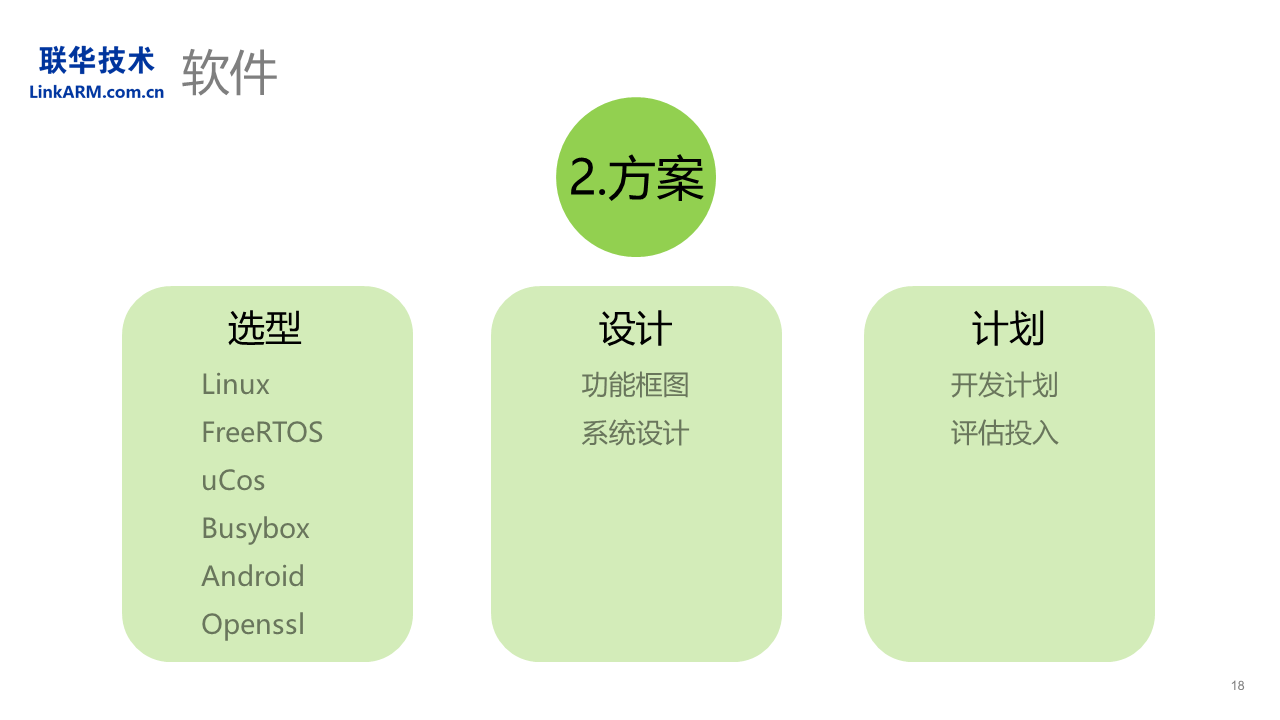 联华技术
LinkARM.com.cn
软件
2.方案
选型
Linux
FreeRTOS
uCos
Busybox
Android
Openssl
设计
功能框图
系统设计
计划
开发计划
评估投入
18